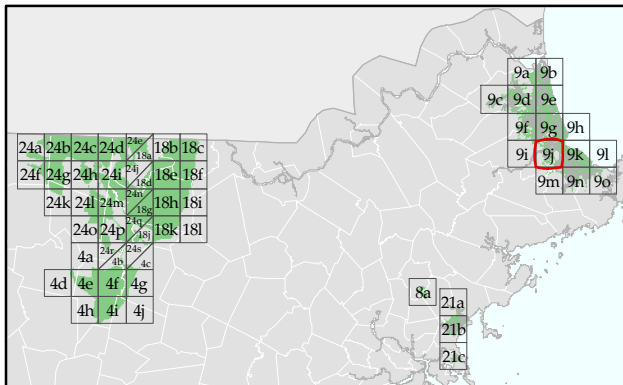 9a 9b
9c 9d 9e
9f 9g 9h
24a 24b 24c 24d 24e 18a 18b 18c
9i 9j 9k 9l
24f 24g 24h 24i 24j 18d 18e 18f
9m 9n 9o
24k 24l 24m 24n 18g 18h 18i
24o 24p 24q 18j 18k 18l
4a 24r 4b 24s 4c
4d 4e 4f 4g
8a 21a
4h 4i 4j
21b
21c